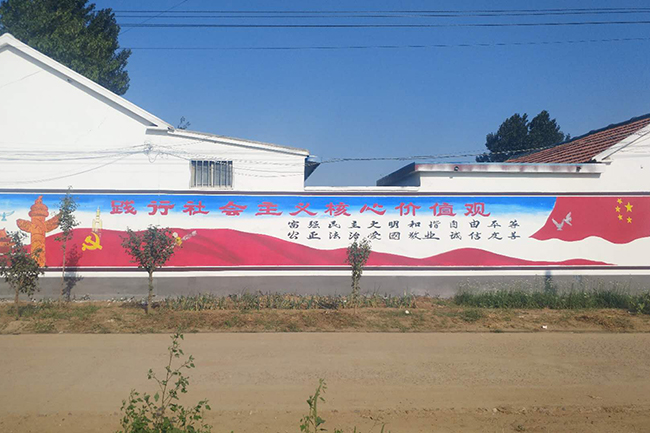 践行社会主义核心价值观
富强民主文明和谐自由平等
公正法治爱国敬业 诚信友善